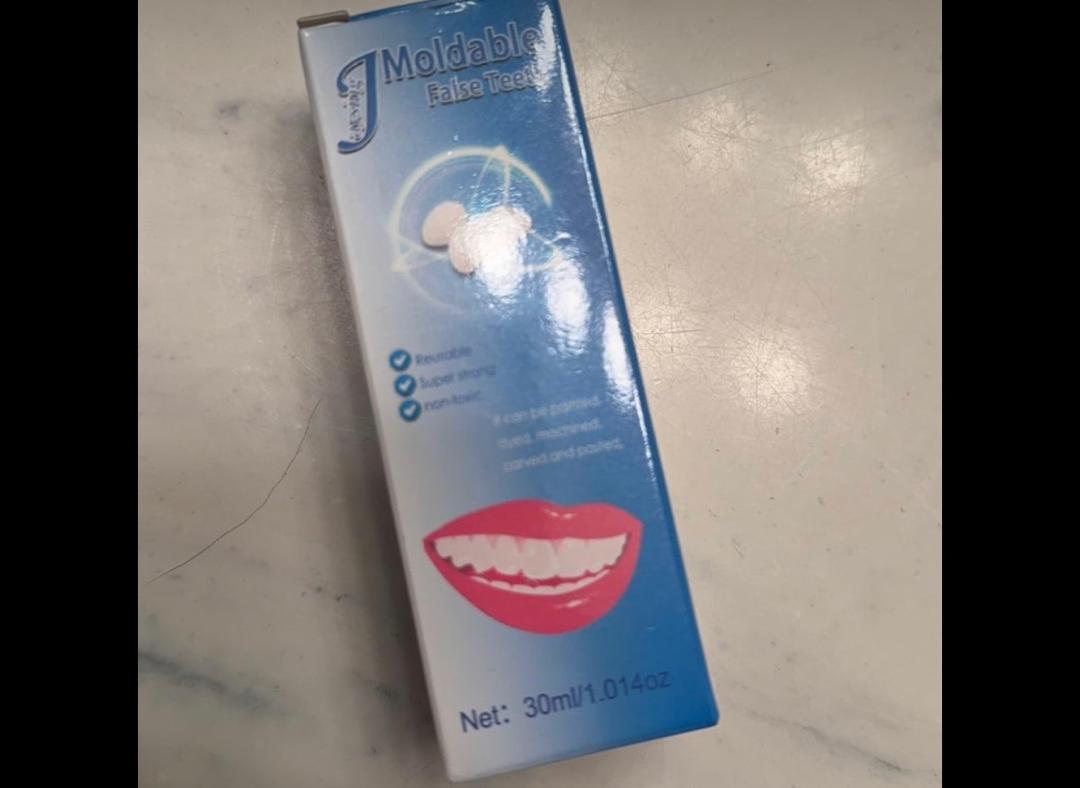 J Moldable
False Teeth
Reusable
Super strong
non-toxic
It can be painted,
dyed, machined,
carved and pasted.
Net: 30ml/1.014oz